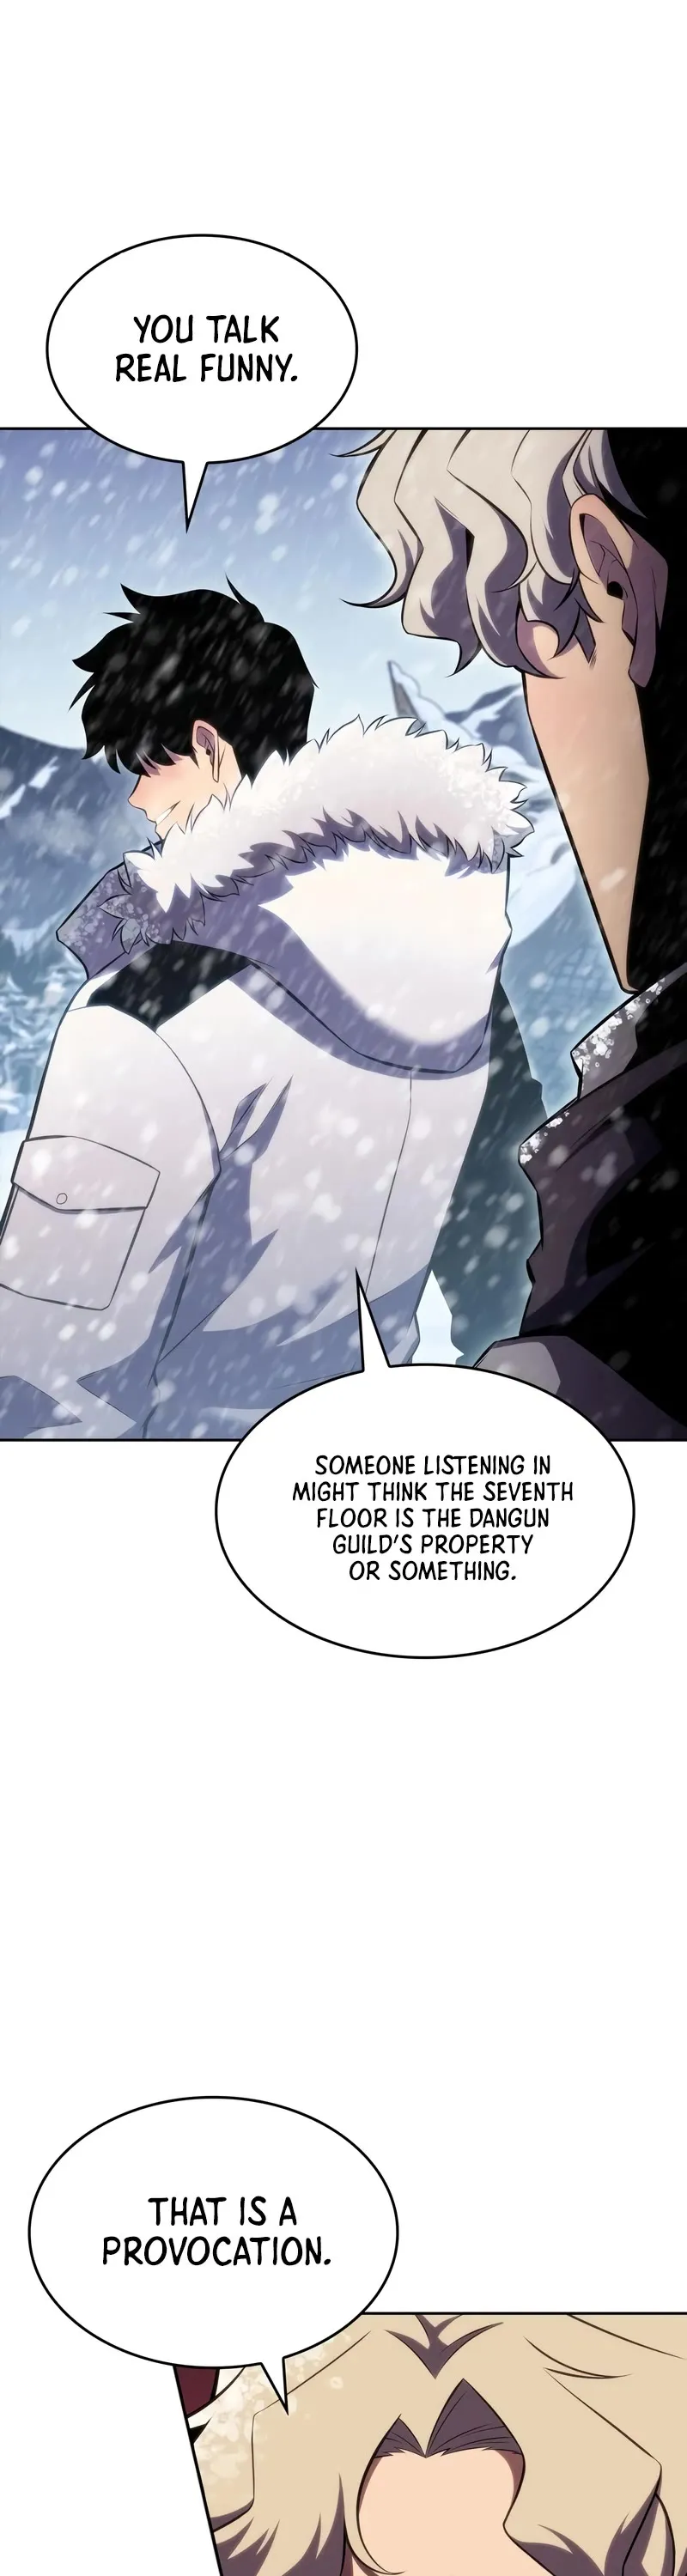 YOU TALK
REAL FUNNY.
SOMEONE LISTENING IN
MIGHT THINK THE SEVENTH
FLOOR IS THE DANGUN
GUILD'S PROPERTY
OR SOMETHING.
THAT IS A
PROVOCATION.